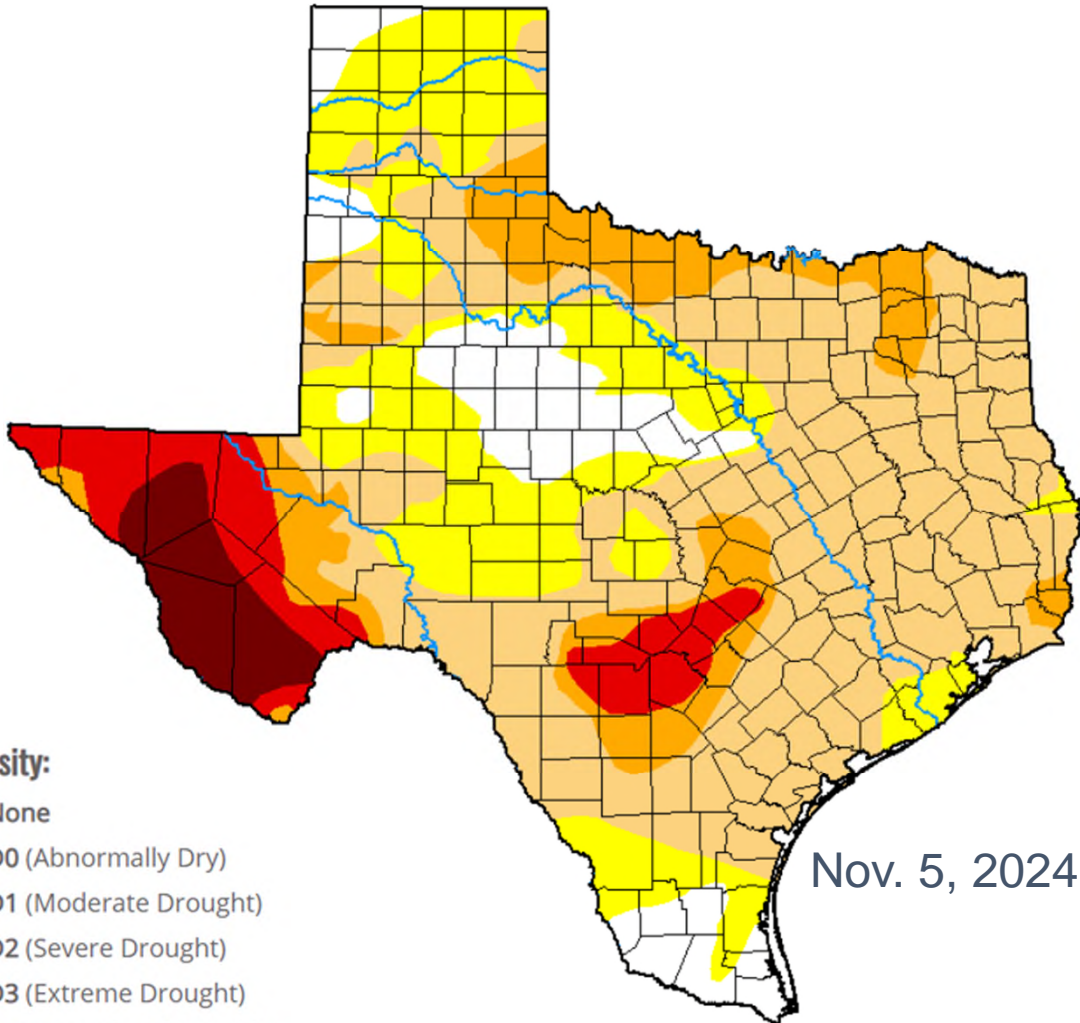 sity:
None
D0 (Abnormally Dry)
D1 (Moderate Drought)
D2 (Severe Drought)
D3 (Extreme Drought)
Nov. 5, 2024